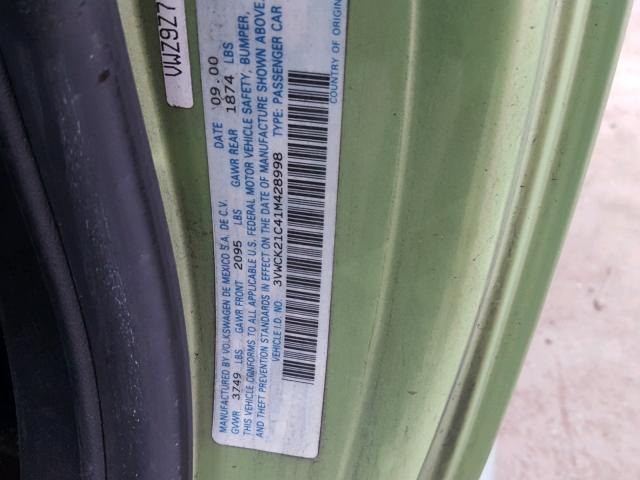 MANUFACTURED BY VOLKSWAGEN DE MEXICO S.A. DE C.V. DATE 09.00
GVWR 3749 LBS GAWR FRONT 2095 LBS GAWR REAR 1874 LBS
THIS VEHICLE CONFORMS TO ALL APPLICABLE U.S. FEDERAL MOTOR VEHICLE SAFETY, BUMPER,
AND THEFT PREVENTION STANDARDS IN EFFECT ON THE DATE OF MANUFACTURE SHOWN ABOVE.
VEHICLE I.D. NO. 3VWCK21C41M428998 TYPE: PASSENGER CAR
COUNTRY OF ORIGIN
VWZ9Z7